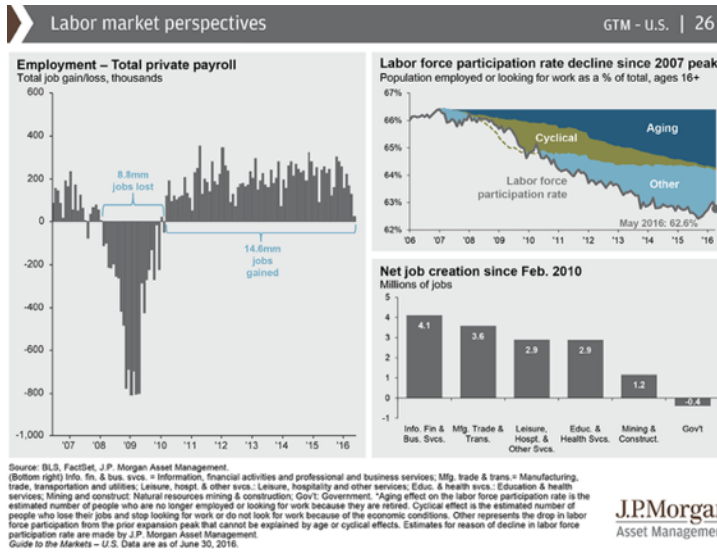 Labor market perspectives
GTM – U.S. | 26
Employment – Total private payroll
Total job gain/loss, thousands
600
400
200
0
-200
-400
-600
-800
-1,000
'07
'08
'09
'10
'11
'12
'13
'14
'15
'16
8.8mm
jobs lost
14.6mm
jobs
gained
Labor force participation rate decline since 2007 peak
Population employed or looking for work as a % of total, ages 16+
67%
66%
65%
64%
63%
62%
'06
'07
'08
'09
'10
'11
'12
'13
'14
'15
'16
Aging
Cyclical
Other
Labor force
participation rate
May 2016: 62.6%
Net job creation since Feb. 2010
Millions of jobs
5
4
3
2
1
0
-1
4.1
3.6
2.9
2.9
1.2
-0.4
Info. Fin &
Bus. Svcs.
Mfg. Trade &
Trans.
Leisure,
Hospt. &
Other Svcs.
Educ. &
Health Svcs.
Mining &
Construct.
Gov't
Source: BLS, FactSet, J.P. Morgan Asset Management.
(Bottom right) Info. fin. & bus. svcs. = Information, financial activities and professional and business services; Mfg. trade & trans.= Manufacturing,
trade, transportation and utilities; Leisure, hospt. & other svcs.: Leisure, hospitality and other services; Educ. & health svcs.: Education & health
services; Mining and construct: Natural resources mining & construction; Gov't: Government. *Aging effect on the labor force participation rate is the
estimated number of people who are no longer employed or looking for work because they are retired. Cyclical effect is the estimated number of
people who lose their jobs and stop looking for work or do not look for work because of the economic conditions. Other represents the drop in labor
force participation from the prior expansion peak that cannot be explained by age or cyclical effects. Estimates for reason of decline in labor force
participation rate are made by J.P. Morgan Asset Management.
Guide to the Markets – U.S. Data are as of June 30, 2016.
J.P.Morgan
Asset Management